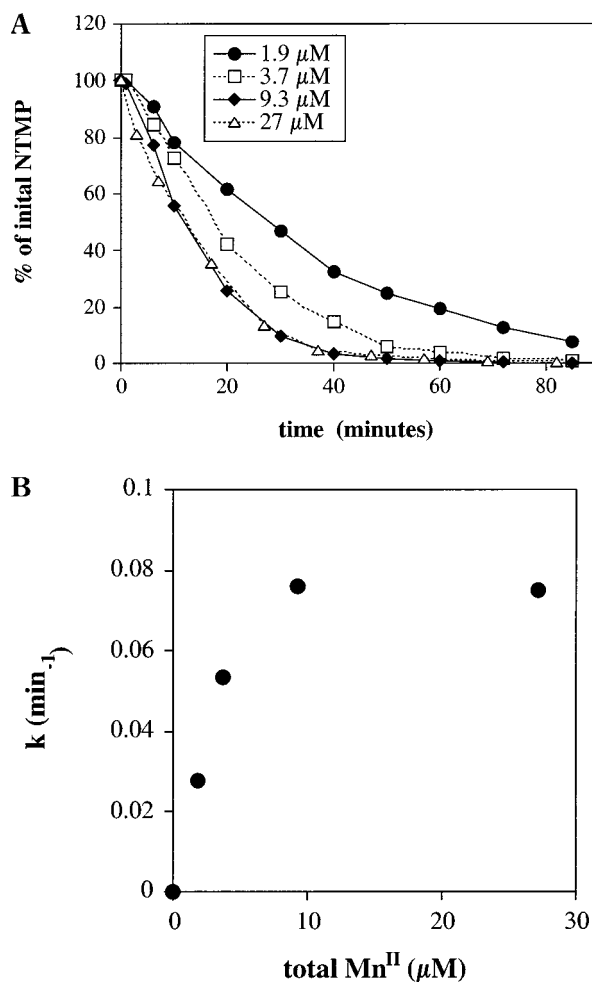 A
120
100
80
60
40
20
0
% of inital NTMP
1.9 μM
3.7 μM
9.3 μM
27 μM
0 20 40 60 80
time (minutes)
B
0.1
0.08
0.06
0.04
0.02
0
k (min-1)
0 10 20 30
total MnII (μM)